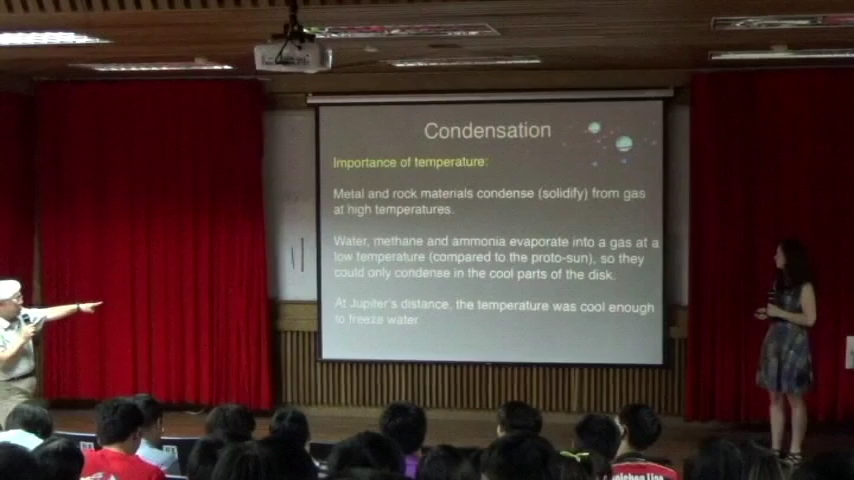 Condensation
Importance of temperature:
Metal and rock materials condense (solidify) from gas
at high temperatures.
Water, methane and ammonia evaporate into a gas at a
low temperature (compared to the proto-sun), so they
could only condense in the cool parts of the disk.
At Jupiter's distance, the temperature was cool enough
to freeze water